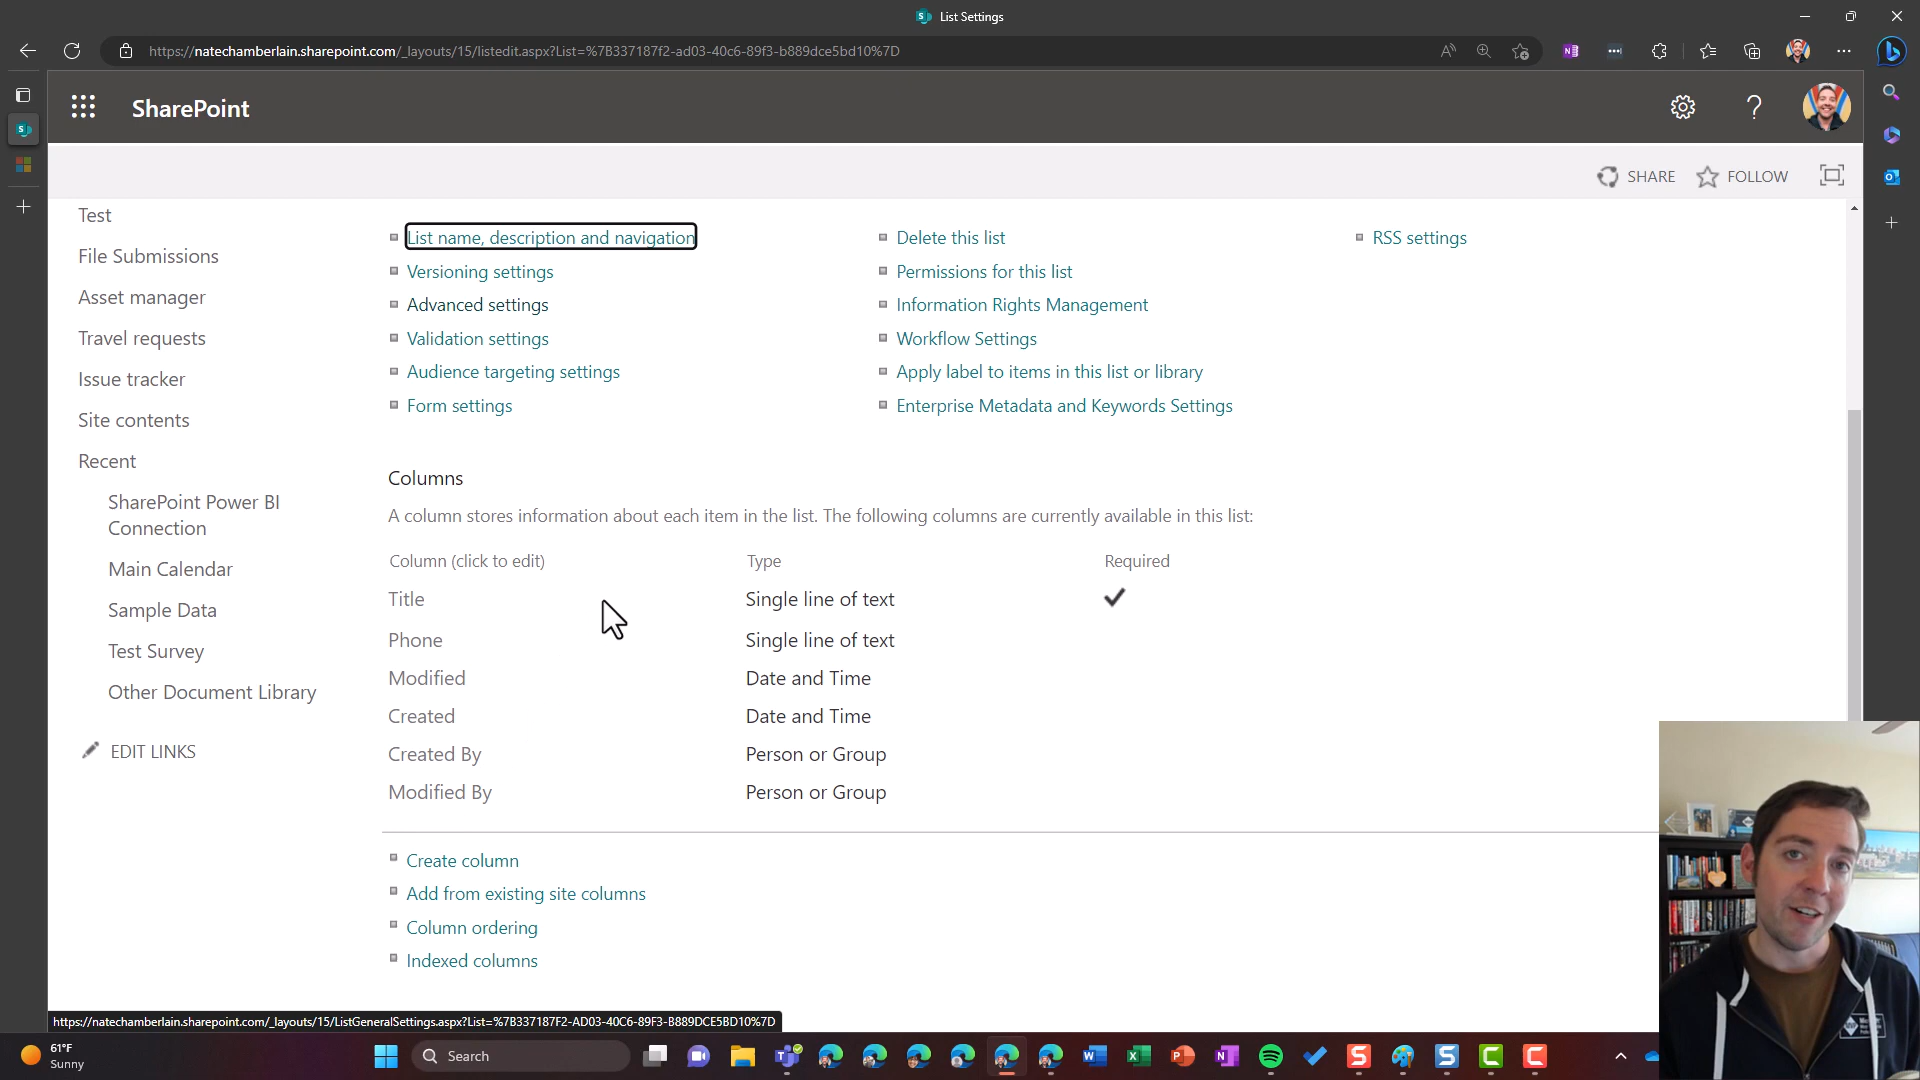 List Settings
https://natechamberlain.sharepoint.com/_layouts/15/listedit.aspx?List=%7B337187f2-ad03-40c6-89f3-b889dce5bd10%7D
SharePoint
SHARE
FOLLOW
Test
File Submissions
Asset manager
Travel requests
Issue tracker
Site contents
Recent
SharePoint Power BI
Connection
Main Calendar
Sample Data
Test Survey
Other Document Library
EDIT LINKS
List name, description and navigation
Versioning settings
Advanced settings
Validation settings
Audience targeting settings
Form settings
Delete this list
Permissions for this list
Information Rights Management
Workflow Settings
Apply label to items in this list or library
Enterprise Metadata and Keywords Settings
RSS settings
Columns
A column stores information about each item in the list. The following columns are currently available in this list:
Column (click to edit) Type Required
Title Single line of text
Phone Single line of text
Modified Date and Time
Created Date and Time
Created By Person or Group
Modified By Person or Group
Create column
Add from existing site columns
Column ordering
Indexed columns
https://natechamberlain.sharepoint.com/_layouts/15/ListGeneralSettings.aspx?List=%7B337187F2-AD03-40C6-89F3-B889DCE5BD10%7D
61°F
Sunny
Search